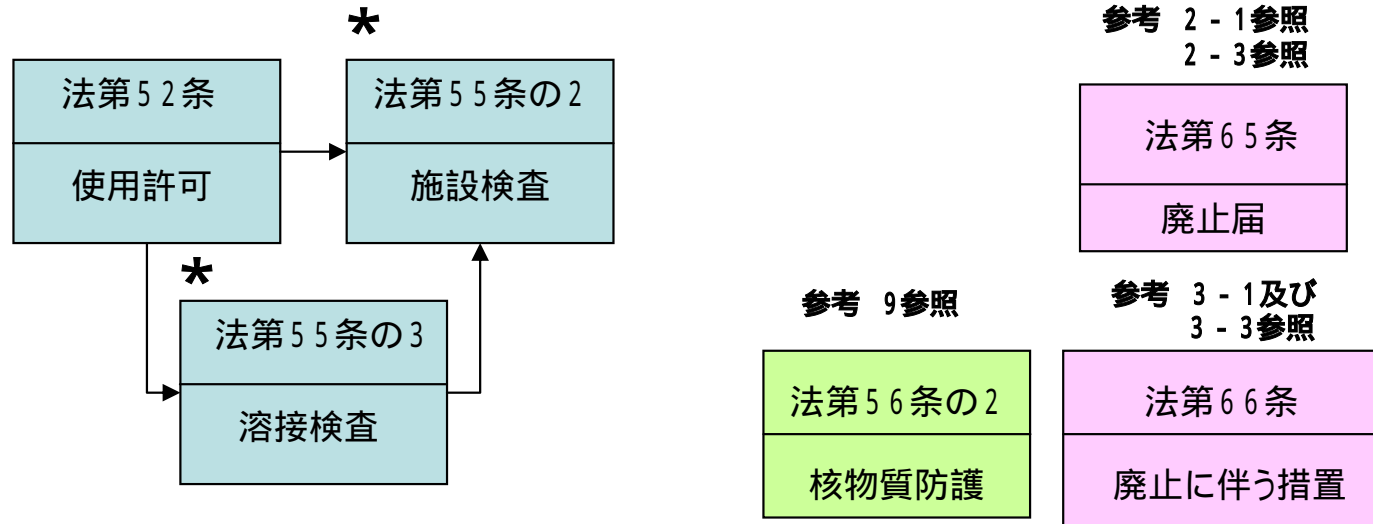 *
法第52条
使用許可
法第55条の2
施設検査
*
法第55条の3
溶接検査
参考 2-1参照
2-3参照
法第65条
廃止届
参考 9参照
法第56条の2
核物質防護
参考 3-1及び
3-3参照
法第66条
廃止に伴う措置